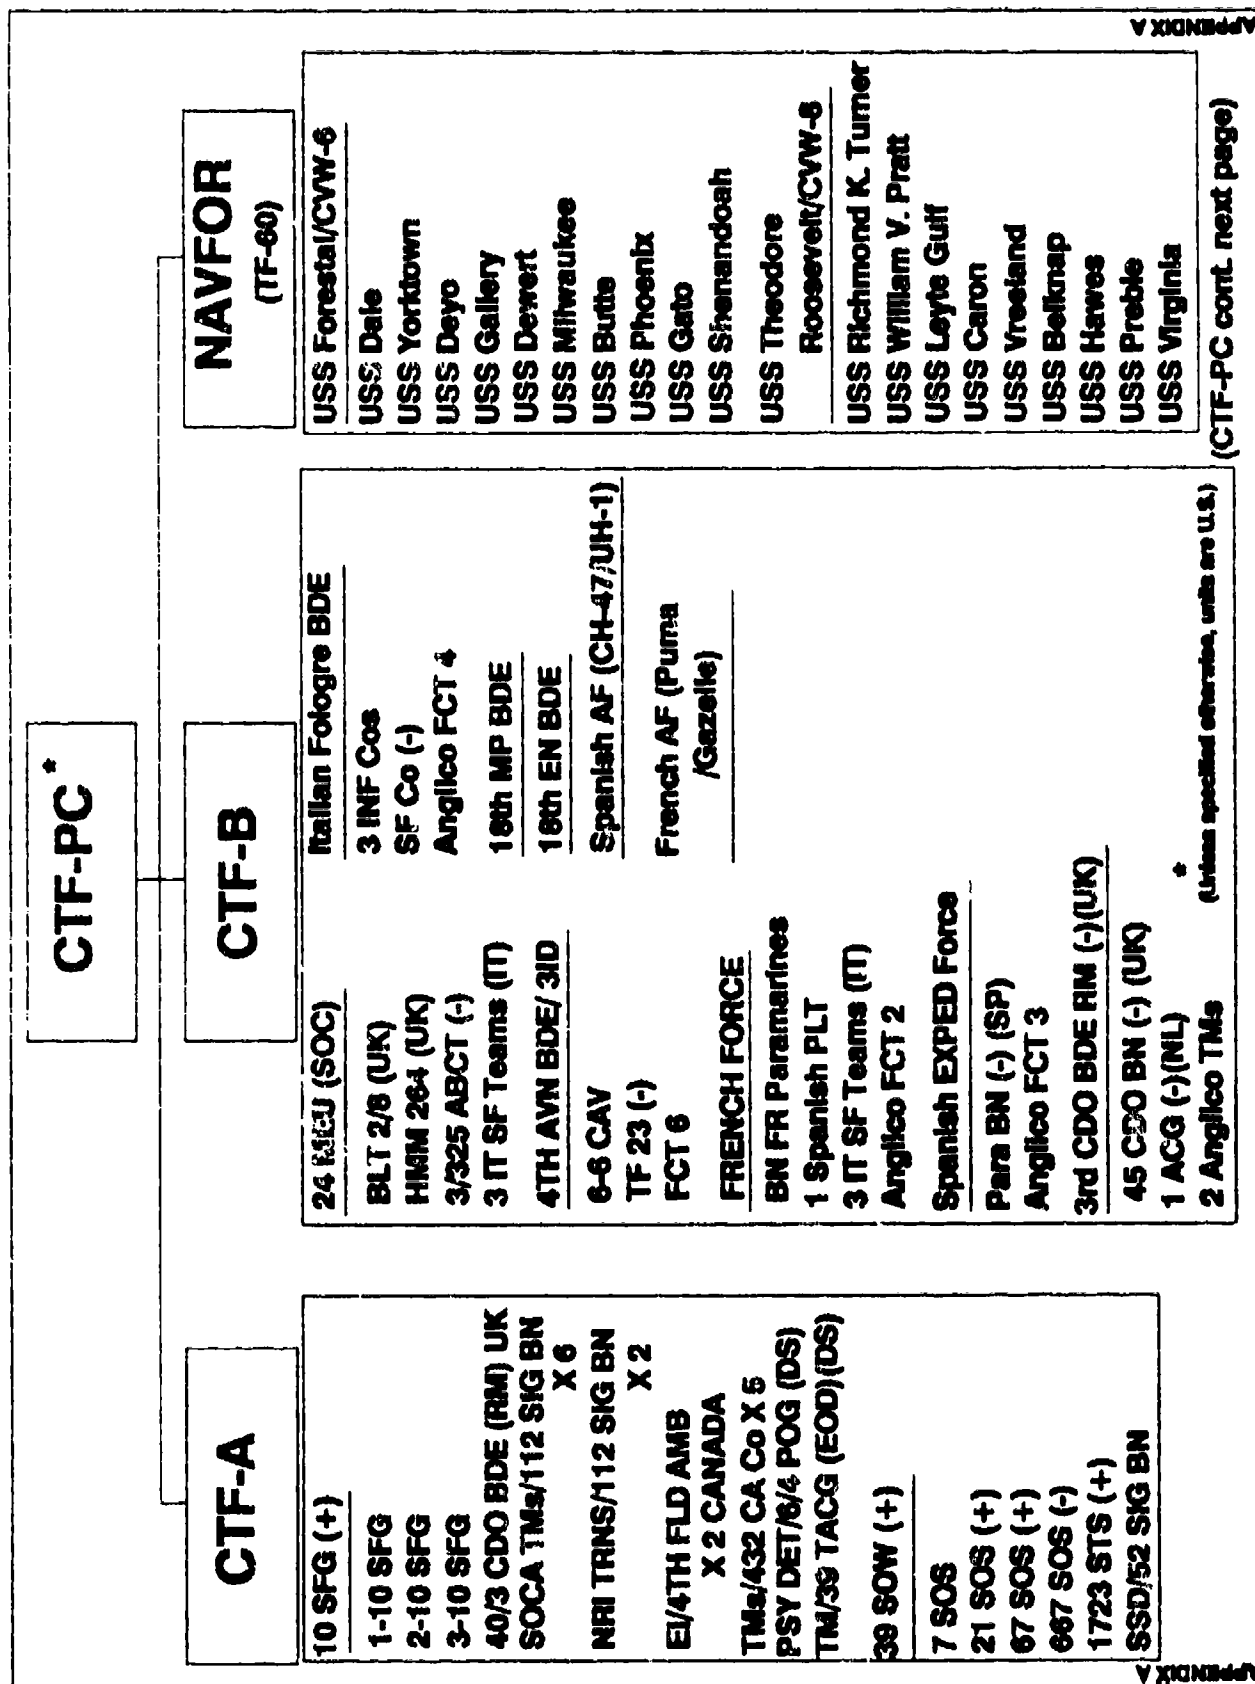 CTF-PC *
CTF-A
10 SFG (+)
1-10 SFG
2-10 SFG
3-10 SFG
40/3 CDO BDE (RM) UK
SOCA TMs/112 SIG BN
X 6
NRI TRNS/112 SIG BN
X 2
EI/4TH FLD AMB
X 2 CANADA
TMs/432 CA Co X 5
PSY DET/6/4 POG (DS)
TM/39 TACG (EOD)(DS)
39 SOW (+)
7 SOS
21 SOS (+)
67 SOS (+)
667 SOS (-)
1723 STS (+)
SSD/52 SIG BN
CTF-B
24 MEU (SOC)
BLT 2/8 (UK)
HMM 264 (UK)
3/325 ABCT (-)
3 IT SF Teams (IT)
4TH AVN BDE/ 3ID
6-6 CAV
TF 23 (-)
FCT 6
FRENCH FORCE
BN FR Paramarines
1 Spanish PLT
3 IT SF Teams (IT)
Anglico FCT 2
Spanish EXPED Force
Para BN (-) (SP)
Anglico FCT 3
3rd CDO BDE RM (-)(UK)
45 CDO BN (-) (UK)
1 ACG (-)(NL)
2 Anglico TMs
Italian Fologre BDE
3 INF Cos
SF Co (-)
Anglico FCT 4
18th MP BDE
18th EN BDE
Spanish AF (CH-47/UH-1)
French AF (Puma
/Gazelle)
*
(Unless specified otherwise, units are U.S.)
NAVFOR
(TF-60)
USS Forestal/CVW-6
USS Dale
USS Yorktown
USS Deyo
USS Gallery
USS Dewert
USS Milwaukee
USS Butte
USS Phoenix
USS Gato
USS Shenandoah
USS Theodore
Roosevelt/CVW-8
USS Richmond K. Turner
USS William V. Pratt
USS Leyte Gulf
USS Caron
USS Vreeland
USS Belknap
USS Hawes
USS Preble
USS Virginia
(CTF-PC cont. next page)
APPENDIX A
APPENDIX A